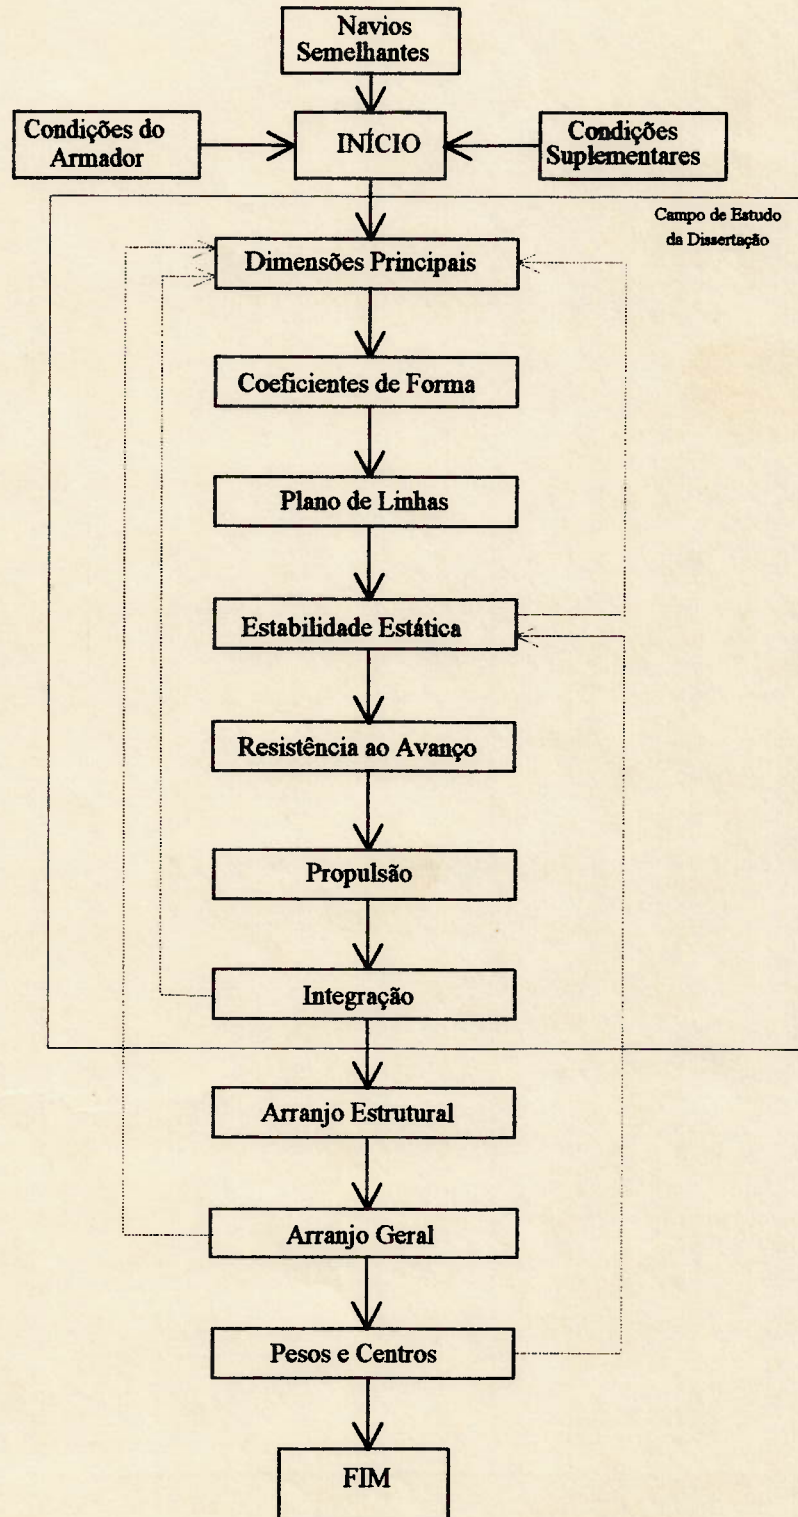 Navios
Semelhantes
Condições do
Armador
INÍCIO
Condições
Suplementares
Campo de Estudo
da Dissertação
Dimensões Principais
Coeficientes de Forma
Plano de Linhas
Estabilidade Estática
Resistência ao Avanço
Propulsão
Integração
Arranjo Estrutural
Arranjo Geral
Pesos e Centros
FIM